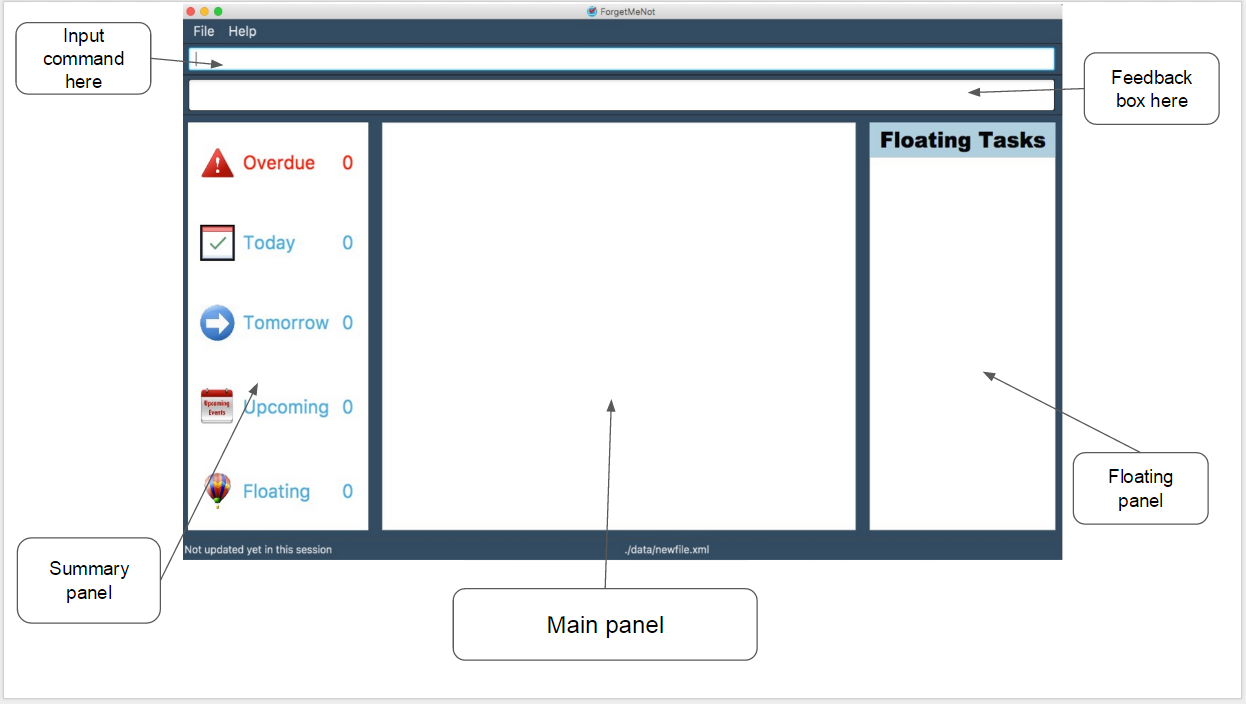 ForgetMeNot
File Help
Input
command
here
Feedback
box here
Overdue 0
Today 0
Tomorrow 0
Upcoming
Events
Upcoming 0
Floating 0
Floating Tasks
Floating
panel
Not updated yet in this session
./data/newfile.xml
Summary
panel
Main panel